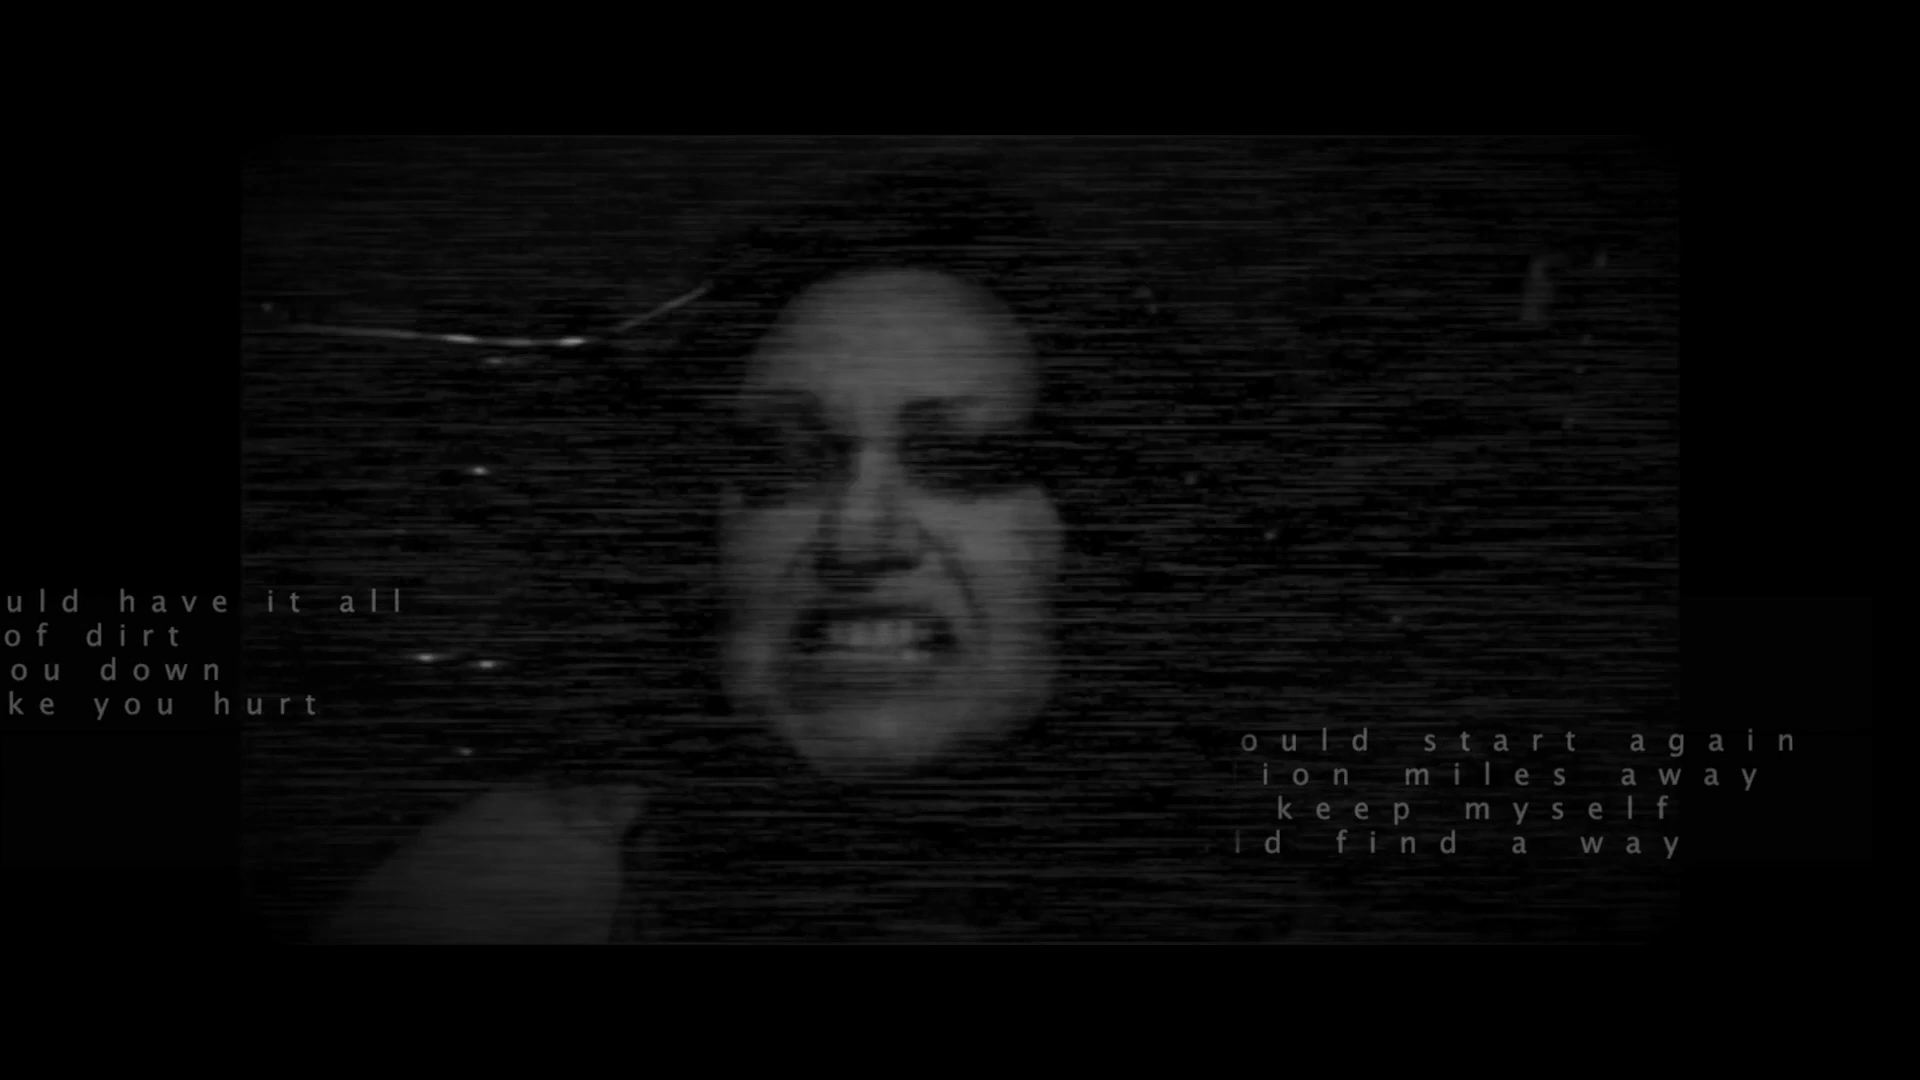 uld have it all
of dirt
ou down
ke you hurt
ould start again
ion miles away
keep myself
ld find a way